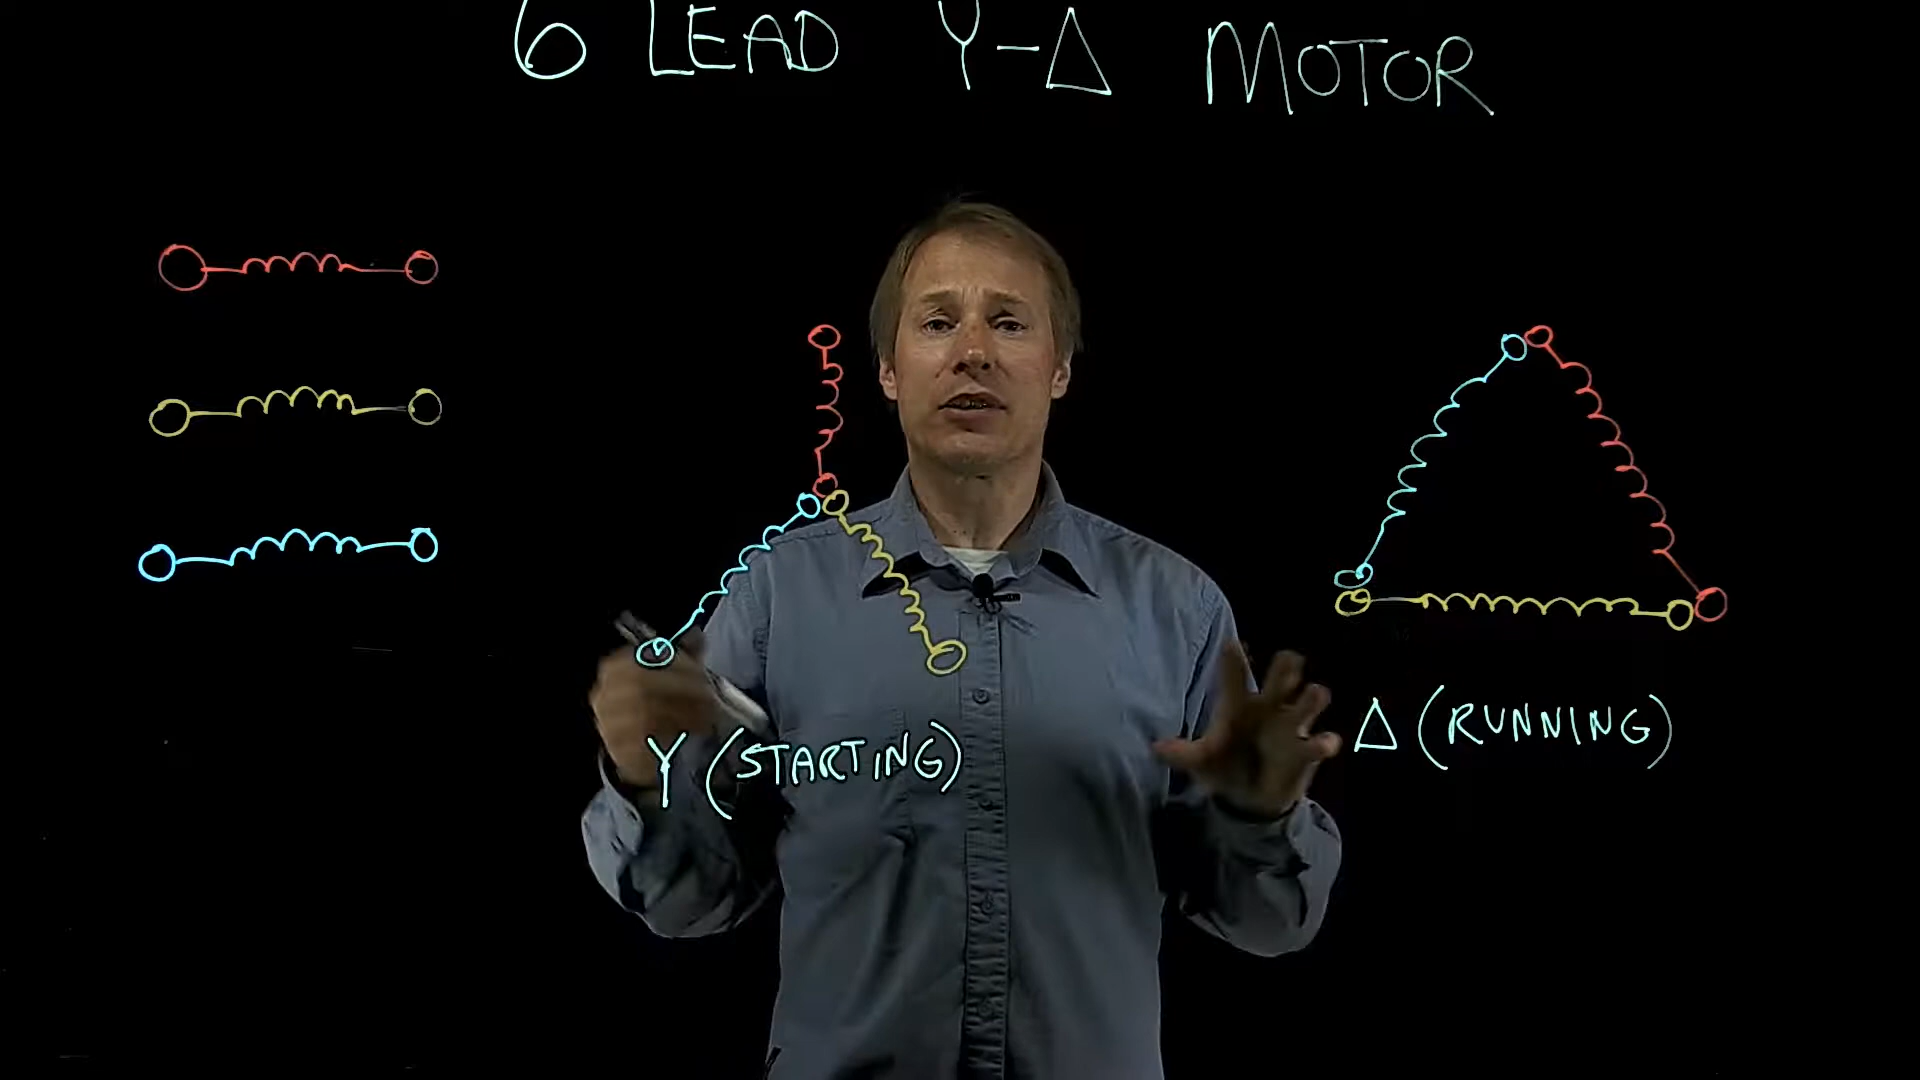 6 LEAD Y-Δ MOTOR
Y (STARTING)
Δ (RUNNING)